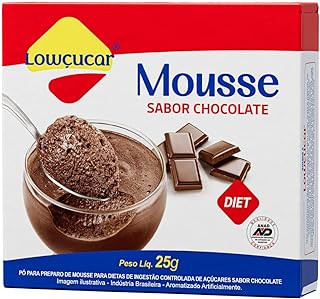 Lowçucar®
Mousse
SABOR CHOCOLATE
DIET
ANAD
Peso Líq. 25g
PÓ PARA PREPARO DE MOUSSE PARA DIETAS DE INGESTÃO CONTROLADA DE AÇÚCARES SABOR CHOCOLATE
Imagem ilustrativa - Indústria Brasileira - Aromatizado Artificialmente.